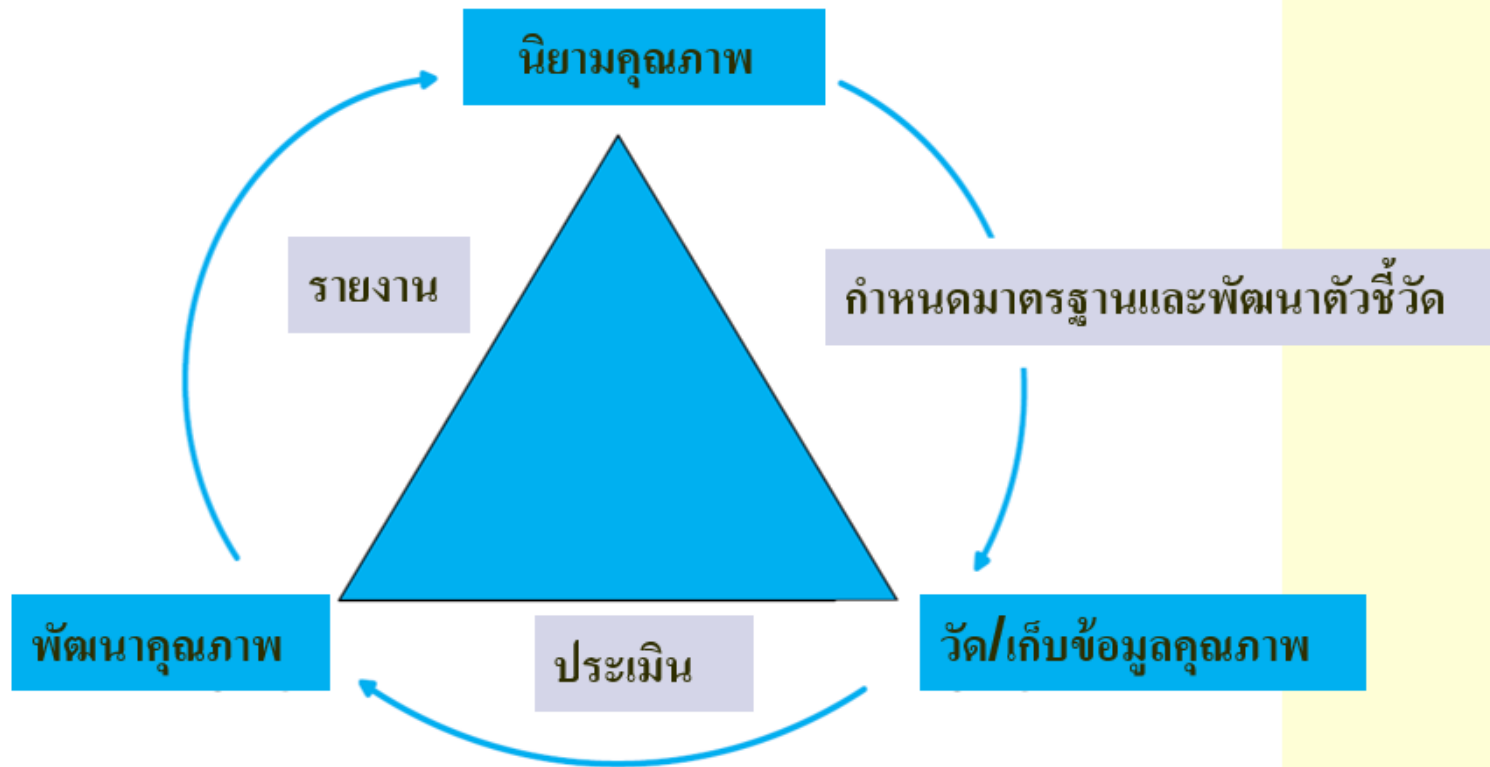 นิยามคุณภาพ
รายงาน
กำหนดมาตรฐานและพัฒนาตัวชี้วัด
พัฒนาคุณภาพ
ประเมิน
วัด/เก็บข้อมูลคุณภาพ